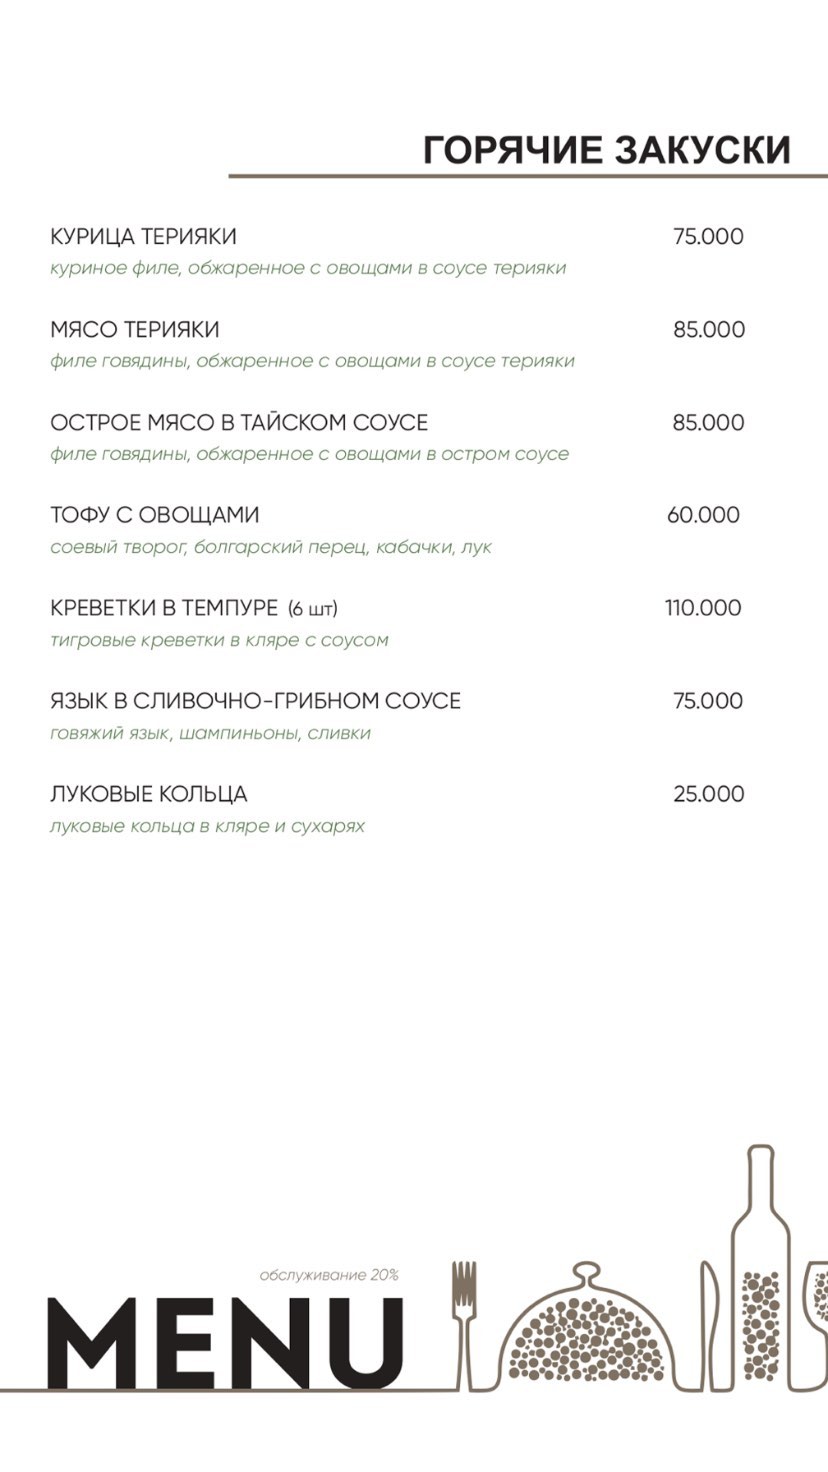 ГОРЯЧИЕ ЗАКУСКИ
КУРИЦА ТЕРИЯКИ 75.000
куриное филе, обжаренное с овощами в соусе терияки
МЯСО ТЕРИЯКИ 85.000
филе говядины, обжаренное с овощами в соусе терияки
ОСТРОЕ МЯСО В ТАЙСКОМ СОУСЕ 85.000
филе говядины, обжаренное с овощами в остром соусе
ТОФУ С ОВОЩАМИ 60.000
соевый творог, болгарский перец, кабачки, лук
КРЕВЕТКИ В ТЕМПУРЕ (6 шт) 110.000
тигровые креветки в кляре с соусом
ЯЗЫК В СЛИВОЧНО-ГРИБНОМ СОУСЕ 75.000
говяжий язык, шампиньоны, сливки
ЛУКОВЫЕ КОЛЬЦА 25.000
луковые кольца в кляре и сухарях
обслуживание 20%
MENU